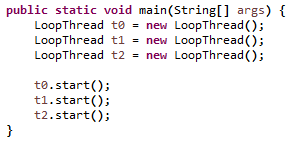 public static void main(String[] args) {
    LoopThread t0 = new LoopThread();
    LoopThread t1 = new LoopThread();
    LoopThread t2 = new LoopThread();

    t0.start();
    t1.start();
    t2.start();
}